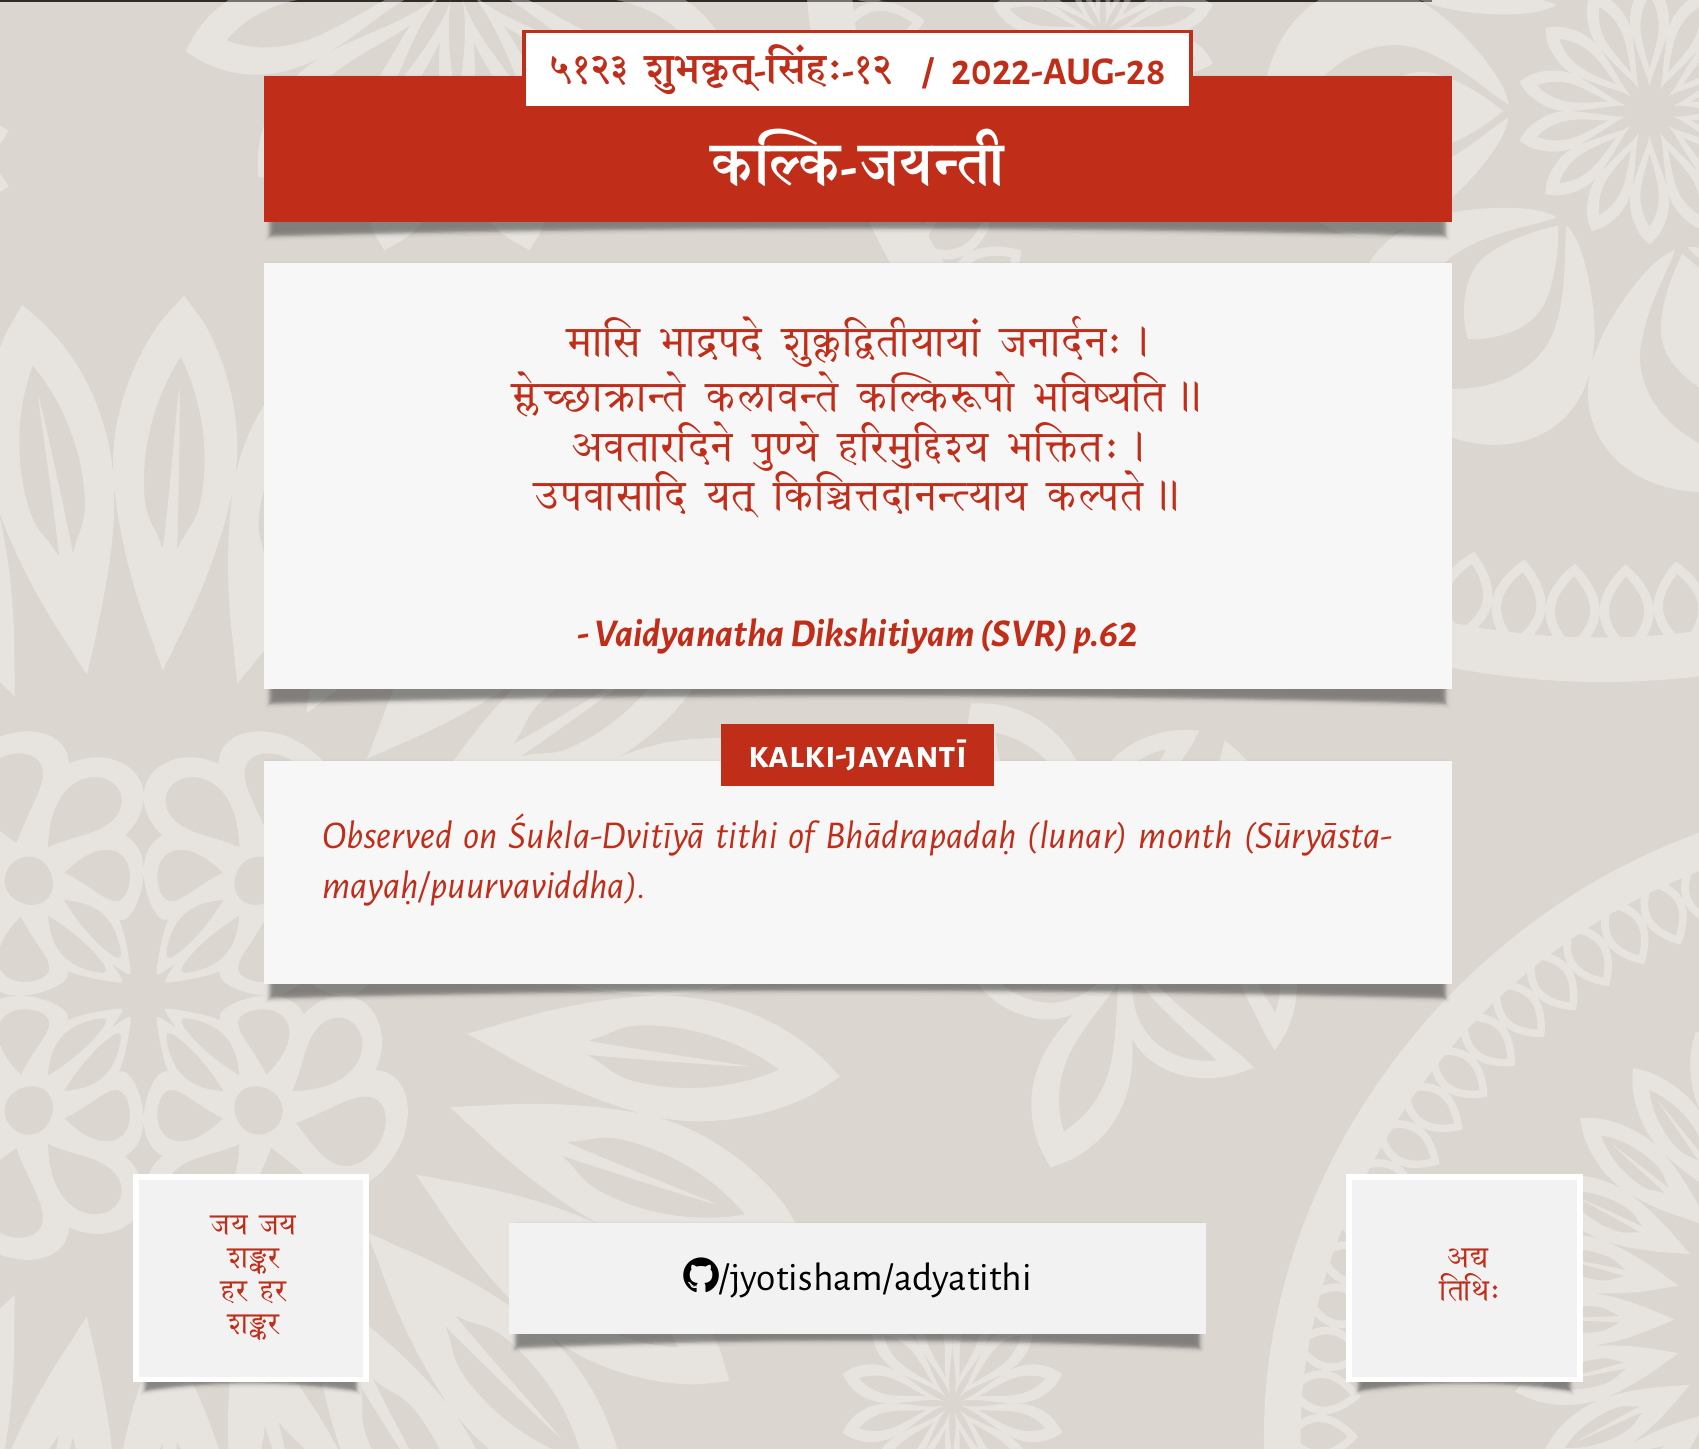 ५१२३ शुभकृत्-सिंहः-१२ / 2022-AUG-28
कल्कि-जयन्ती
मासि भाद्रपदे शुक्लद्वितीयायां जनार्दनः ।
म्लेच्छाक्रान्ते कलावन्ते कल्किरूपो भविष्यति ॥
अवतारदिने पुण्ये हरिमुद्दिश्य भक्तितः ।
उपवासादि यत् किञ्चित्तदानन्त्याय कल्पते ॥
- Vaidyanatha Dikshitiyam (SVR) p.62
KALKI-JAYANTĪ
Observed on Śukla-Dvitīyā tithi of Bhādrapadaḥ (lunar) month (Sūryāsta-
mayaḥ/puurvaviddha).
जय जय
शङ्कर
हर हर
शङ्कर
/jyotisham/adyatithi
अद्य
तिथिः